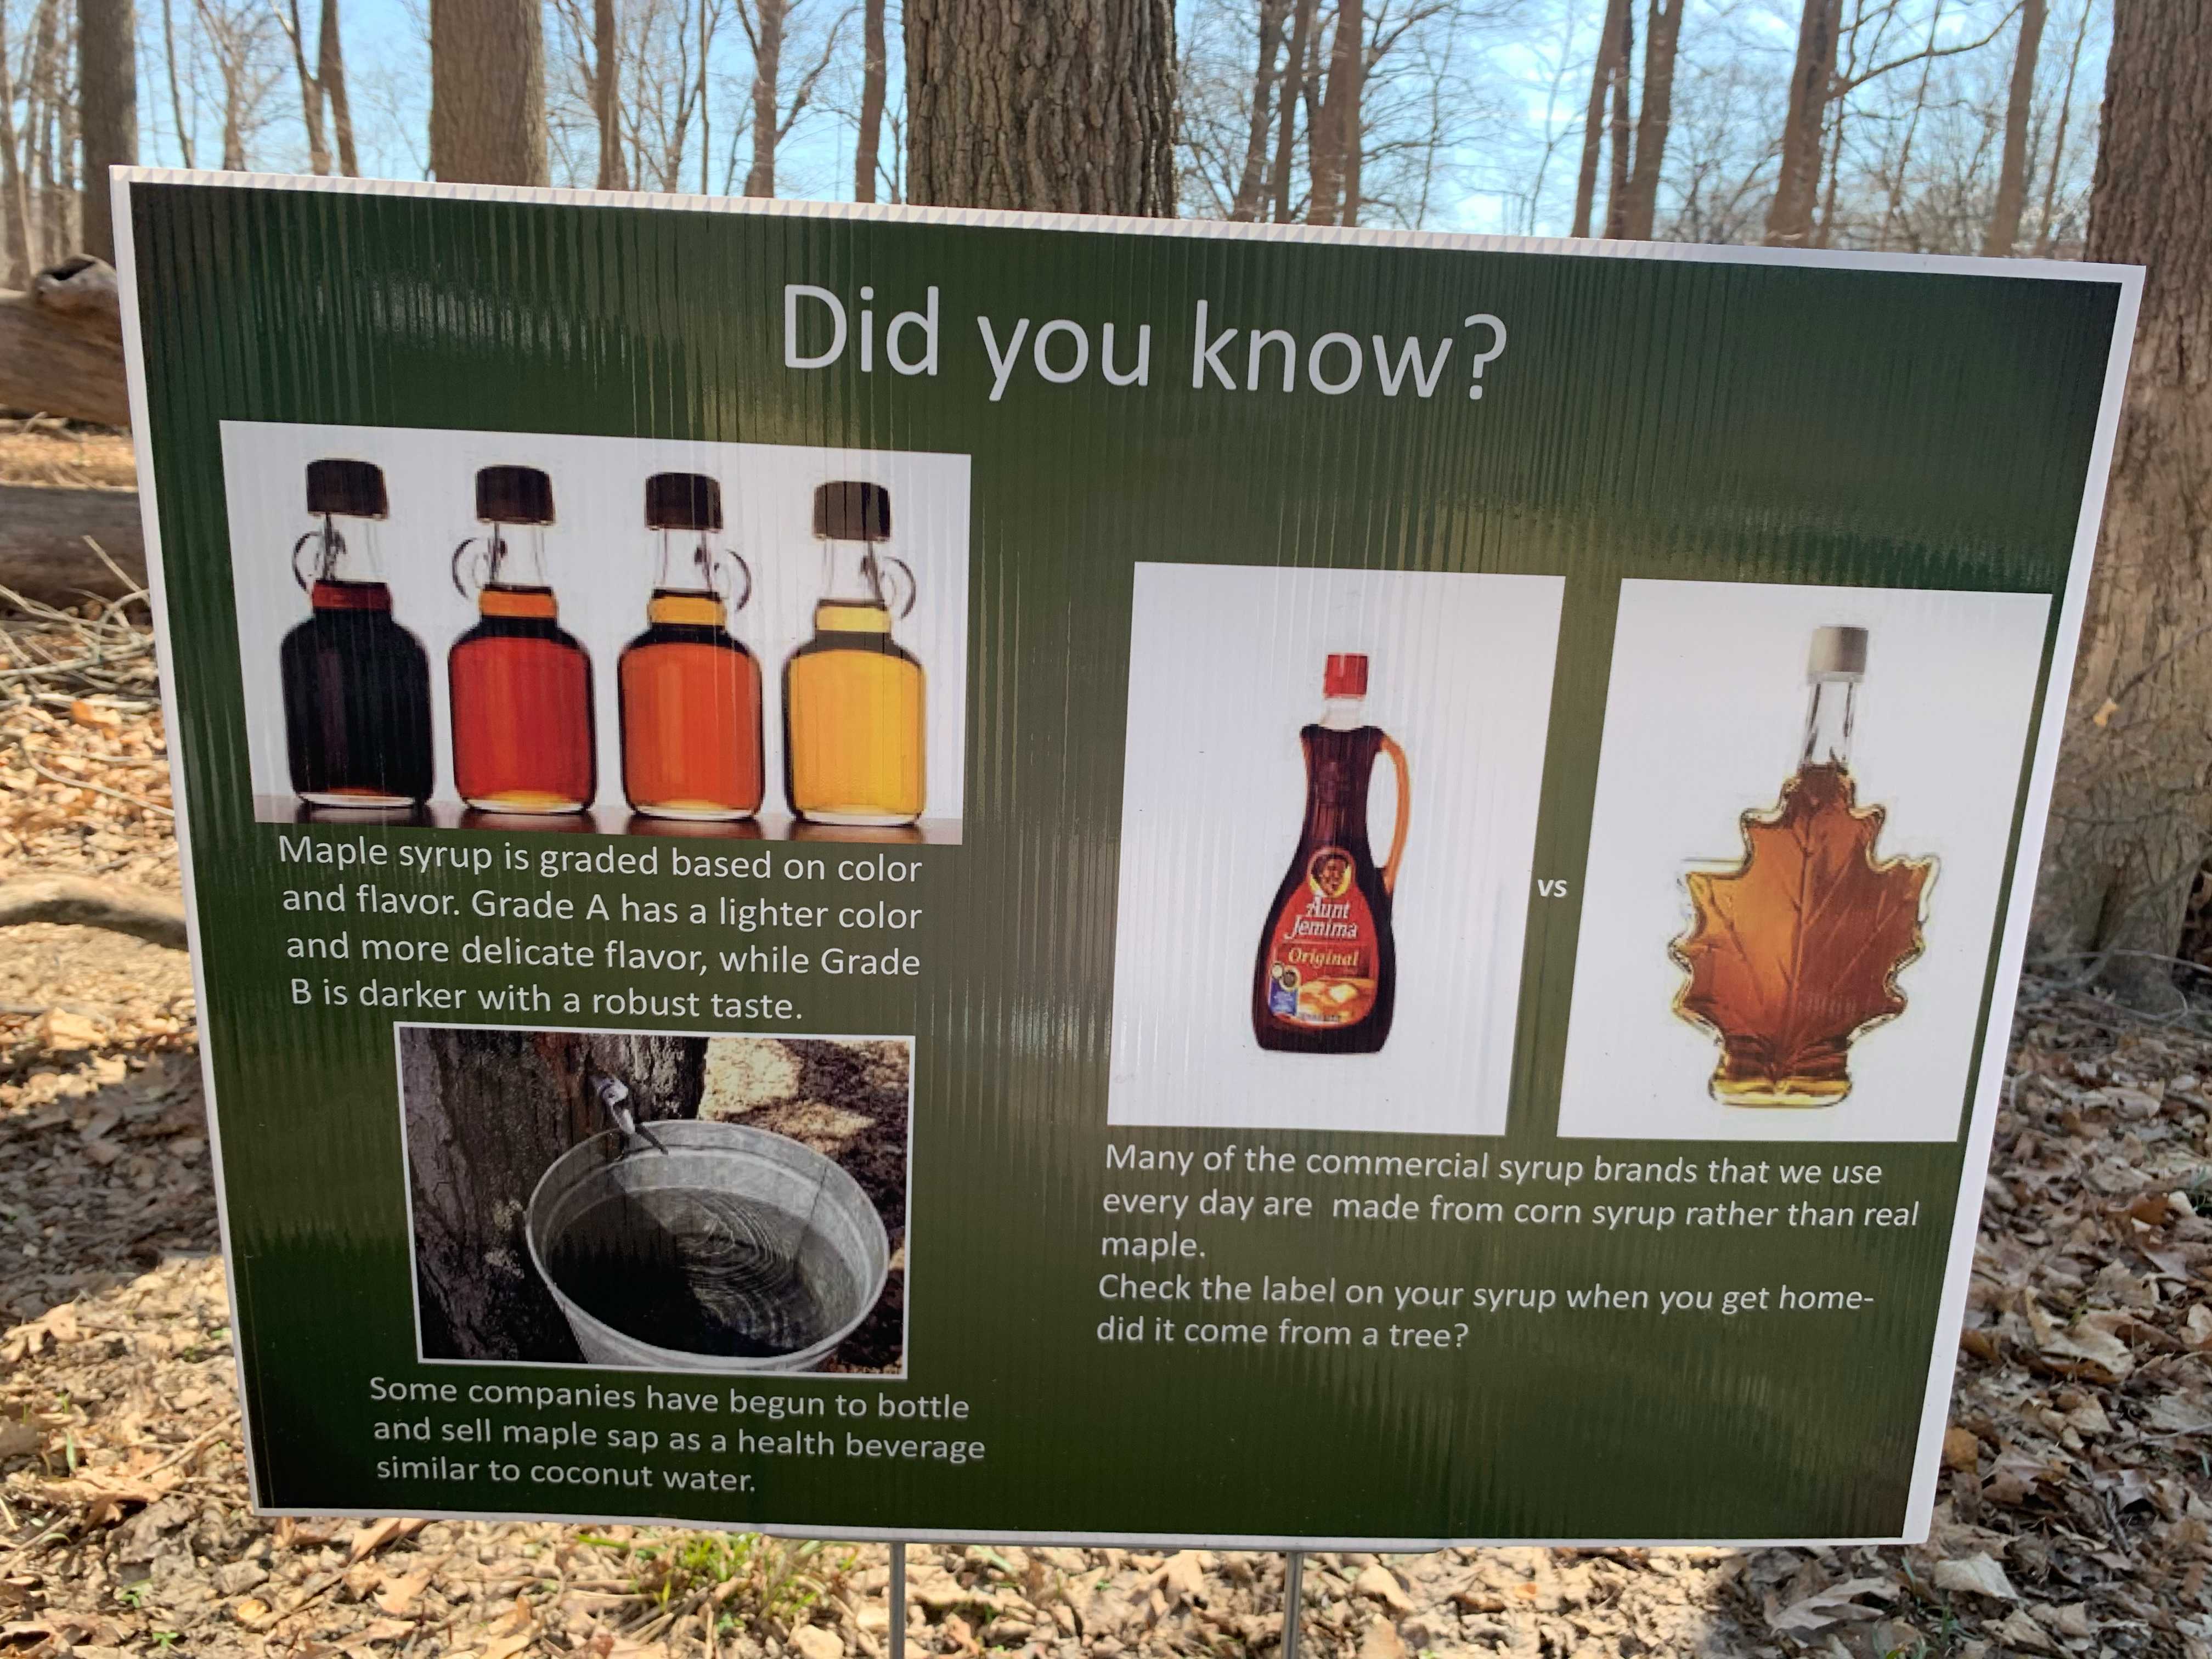 Did you know?
Maple syrup is graded based on color
and flavor. Grade A has a lighter color
and more delicate flavor, while Grade
B is darker with a robust taste.
Some companies have begun to bottle
and sell maple sap as a health beverage
similar to coconut water.
Aunt
Jemima
Original
vs
Many of the commercial syrup brands that we use
every day are  made from corn syrup rather than real
maple.
Check the label on your syrup when you get home-
did it come from a tree?